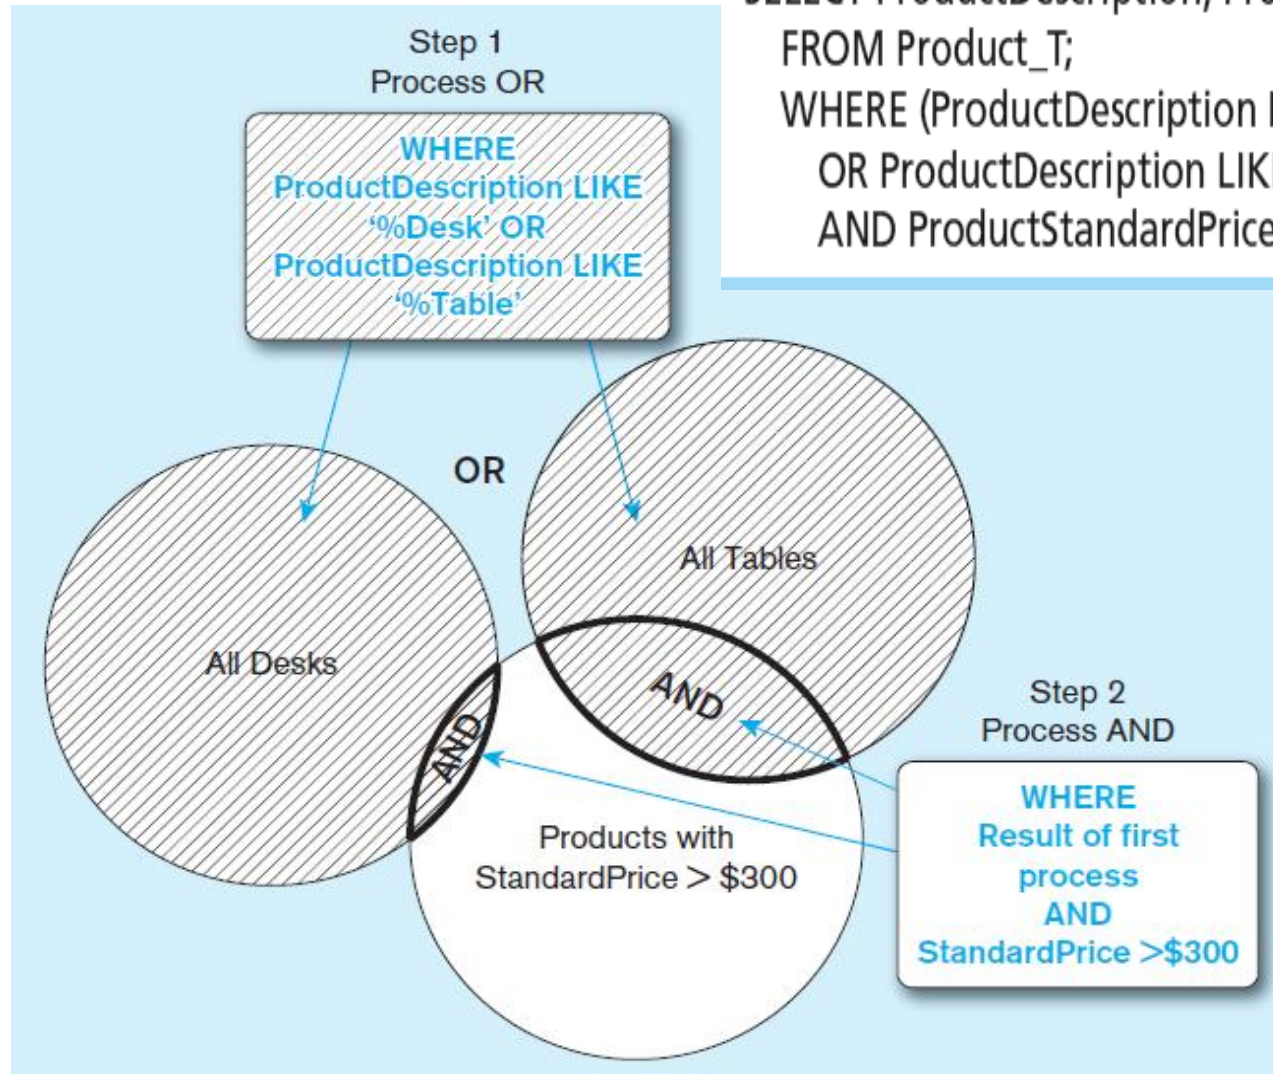 Step 1
Process OR
WHERE
ProductDescription LIKE
‘%Desk’ OR
ProductDescription LIKE
‘%Table’
FROM Product_T;
WHERE (ProductDescription
OR ProductDescription
AND ProductStandardPrice
OR
All Tables
All Desks
AND
AND
Products with
StandardPrice > $300
Step 2
Process AND
WHERE
Result of first
process
AND
StandardPrice >$300